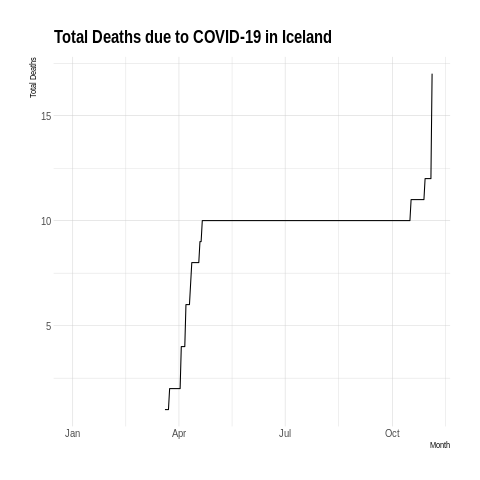 Total Deaths due to COVID-19 in Iceland
Total Deaths
15
10
5
Jan Apr Jul Oct
Month